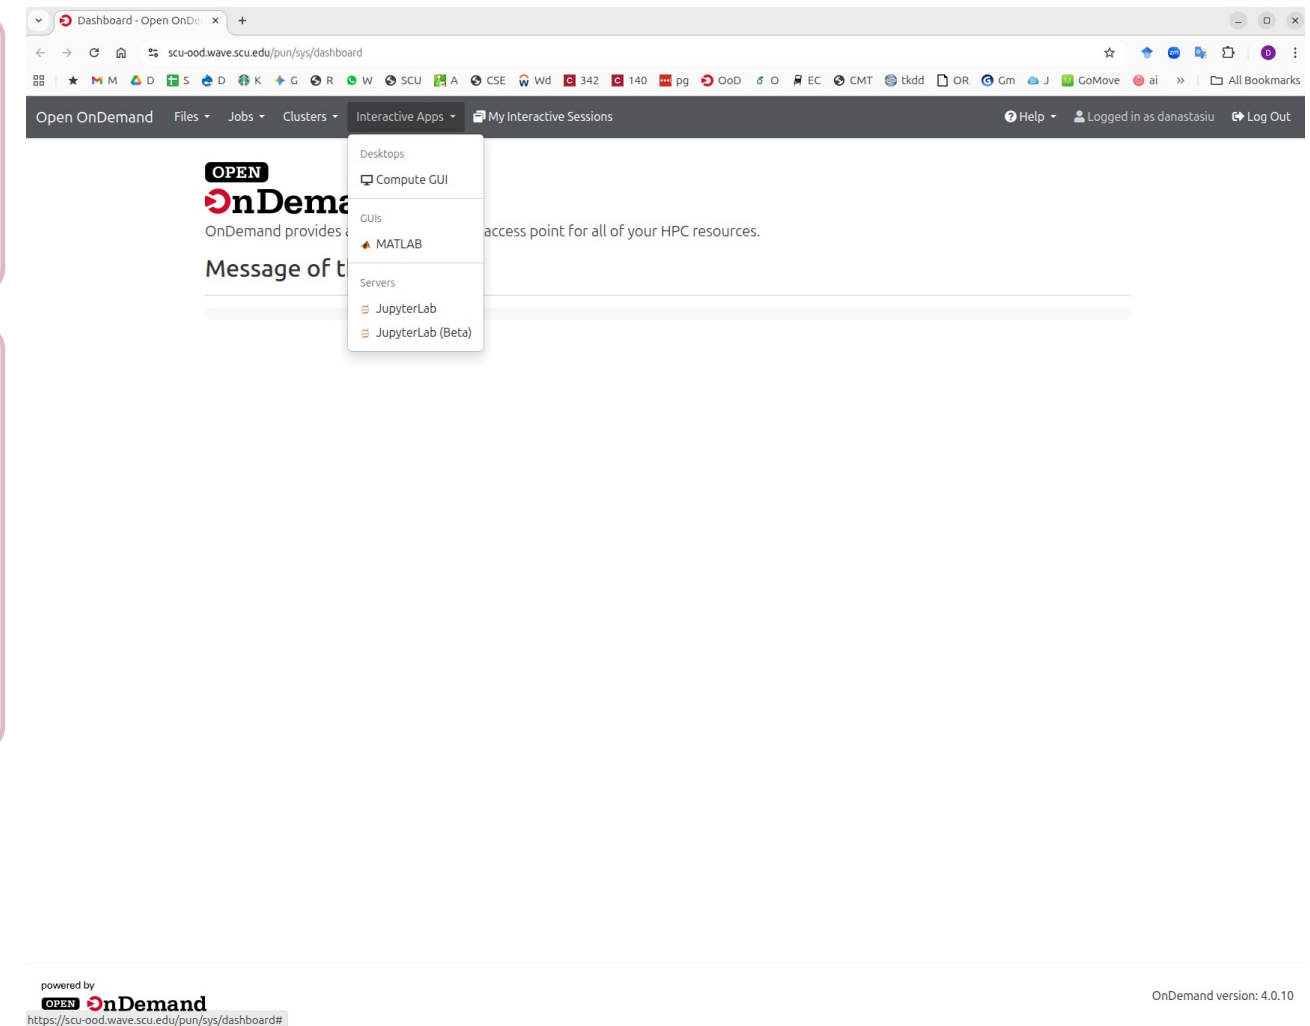 Dashboard - Open OnDe
scu-ood.wave.scu.edu/pun/sys/dashboard
M D S D K G R W SCU A CSE Wd 342 140 pg OoD O EC CMT tkdd OR Gm J GoMove ai » All Bookmarks
Open OnDemand Files Jobs Clusters Interactive Apps My Interactive Sessions Help Logged in as danastasiu Log Out
Desktops
Compute GUI
GUIs
MATLAB
Servers
JupyterLab
JupyterLab (Beta)
OPEN
OnDema
OnDemand provides a access point for all of your HPC resources.
Message of t
powered by
OPEN OnDemand
OnDemand version: 4.0.10
https://scu-ood.wave.scu.edu/pun/sys/dashboard#